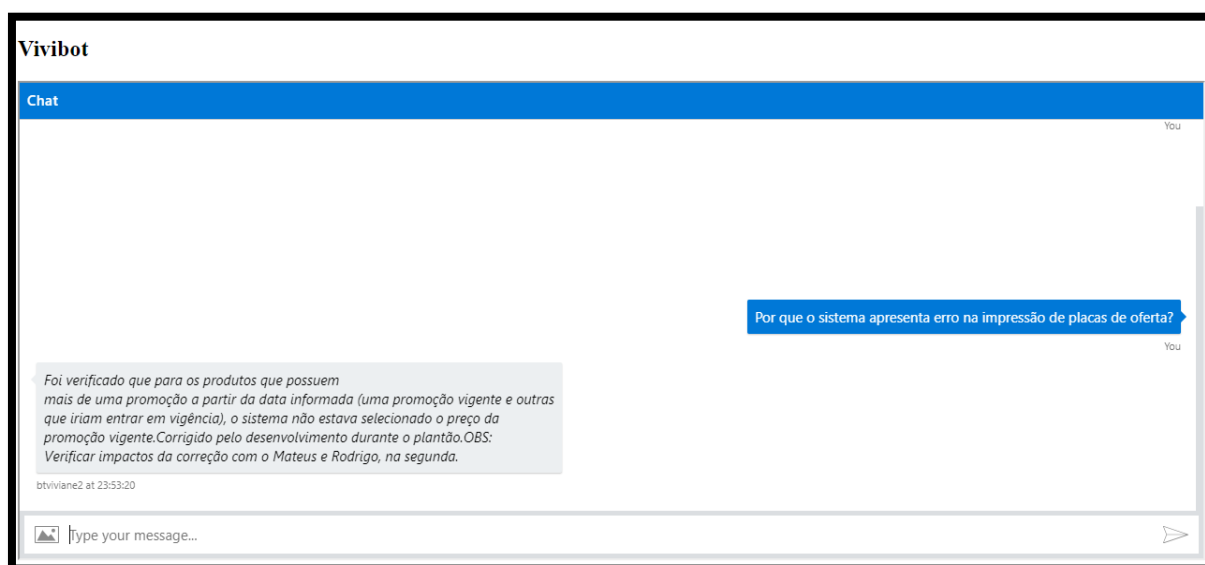 Vivibot
Chat
You
Por que o sistema apresenta erro na impressão de placas de oferta?
You
Foi verificado que para os produtos que possuem
mais de uma promoção a partir da data informada (uma promoção vigente e outras
que iriam entrar em vigência), o sistema não estava selecionado o preço da
promoção vigente.Corrigido pelo desenvolvimento durante o plantão.OBS:
Verificar impactos da correção com o Mateus e Rodrigo, na segunda.
btviviane2 at 23:53:20
Type your message...